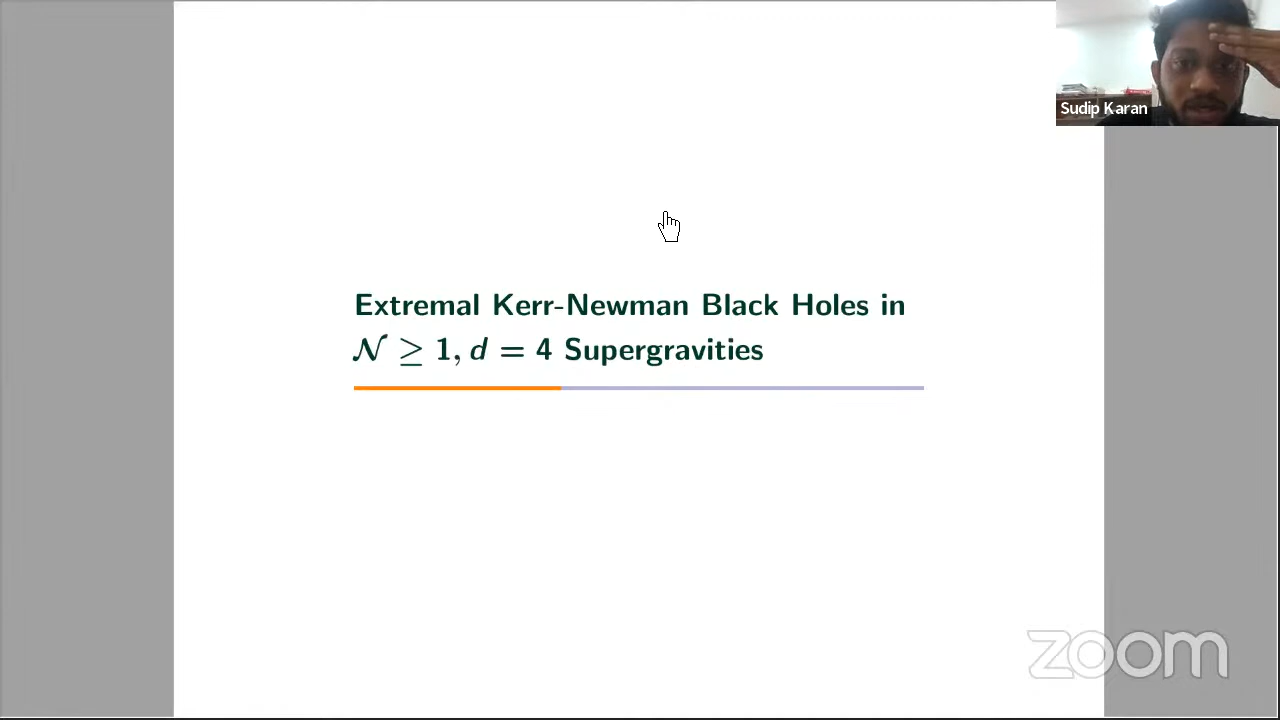 Sudip Karan
Extremal Kerr-Newman Black Holes in
𝒩 ≥ 1, d = 4 Supergravities
zoom